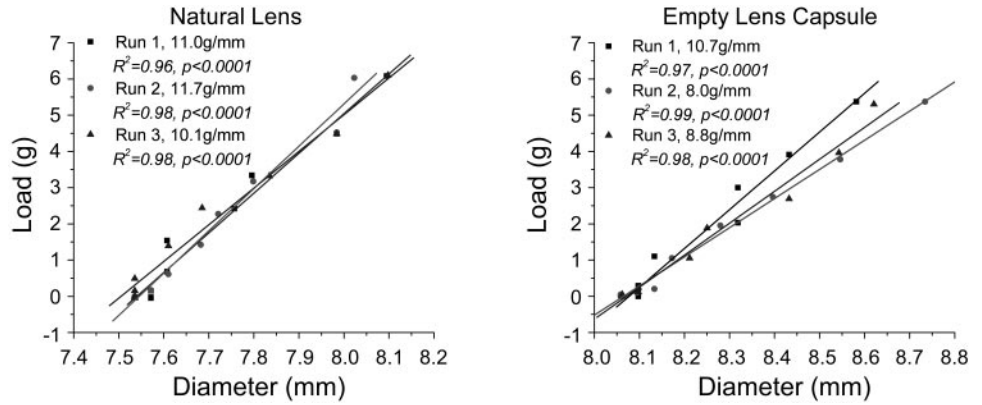 Natural Lens
Run 1, 11.0g/mm
R²=0.96, p<0.0001
Run 2, 11.7g/mm
R²=0.98, p<0.0001
Run 3, 10.1g/mm
R²=0.98, p<0.0001
Load (g)
7
6
5
4
3
2
1
0
-1
7.4 7.5 7.6 7.7 7.8 7.9 8.0 8.1 8.2
Diameter (mm)
Empty Lens Capsule
Run 1, 10.7g/mm
R²=0.97, p<0.0001
Run 2, 8.0g/mm
R²=0.99, p<0.0001
Run 3, 8.8g/mm
R²=0.98, p<0.0001
Load (g)
7
6
5
4
3
2
1
0
-1
8.0 8.1 8.2 8.3 8.4 8.5 8.6 8.7 8.8
Diameter (mm)